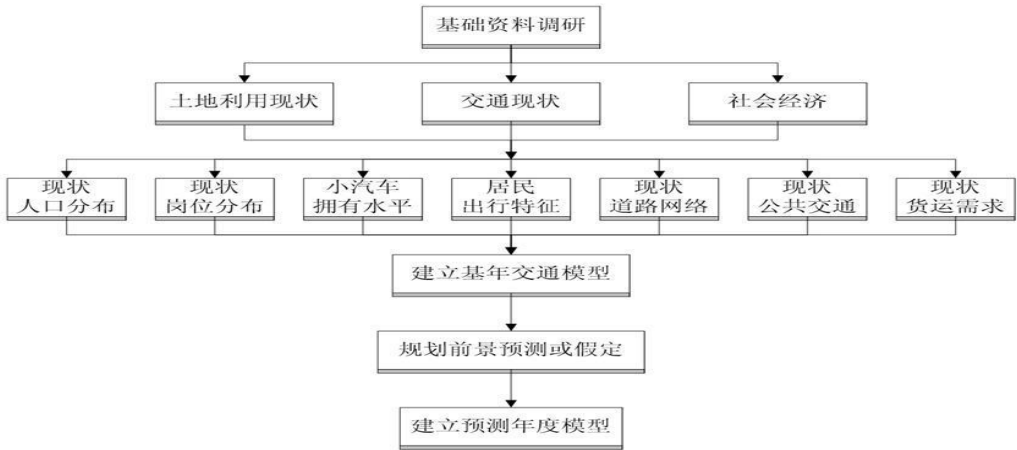 基础资料调研
土地利用现状
交通现状
社会经济
现状
人口分布
现状
岗位分布
小汽车
拥有水平
居民
出行特征
现状
道路网络
现状
公共交通
现状
货运需求
建立基年交通模型
规划前景预测或假定
建立预测年度模型